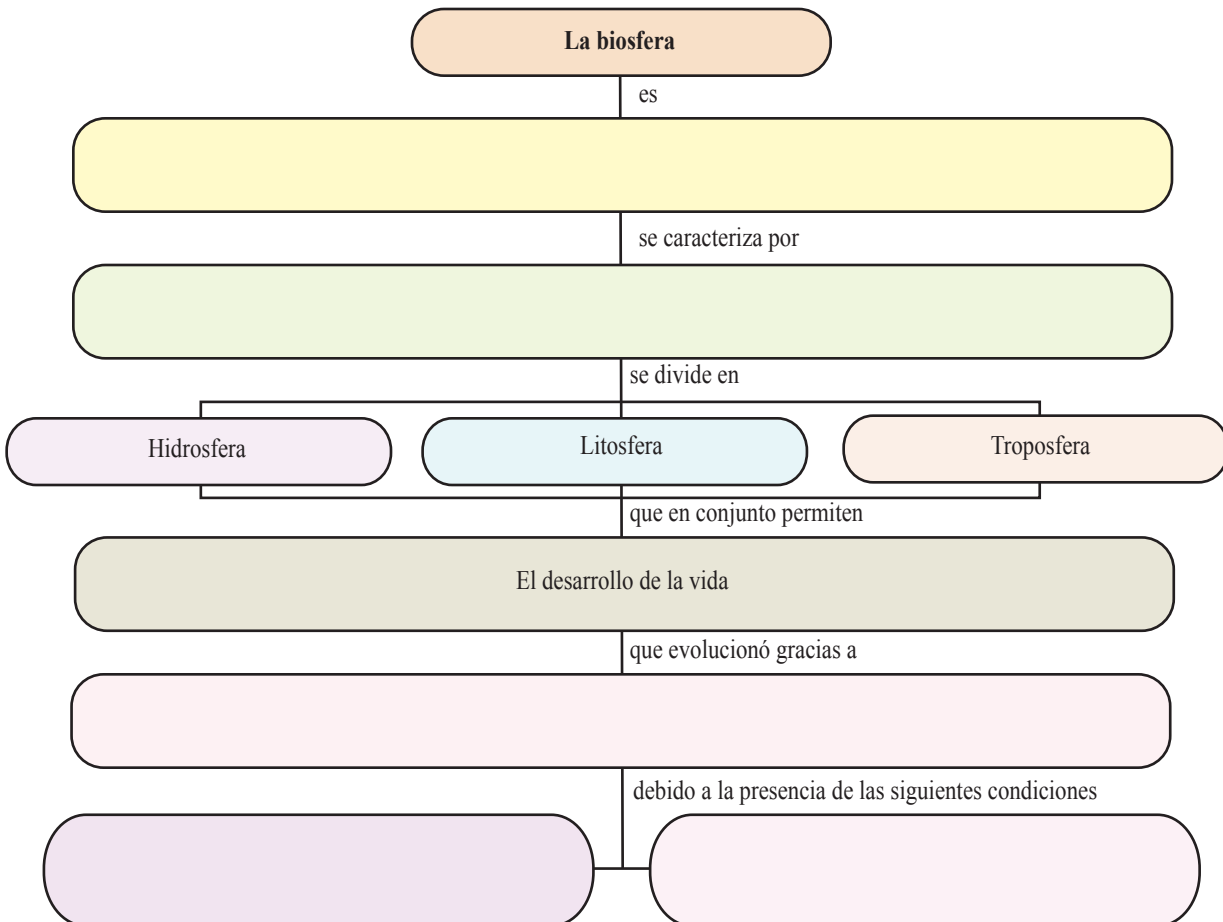 La biosfera
es
se caracteriza por
se divide en
Hidrosfera
Litosfera
Troposfera
que en conjunto permiten
El desarrollo de la vida
que evolucionó gracias a
debido a la presencia de las siguientes condiciones